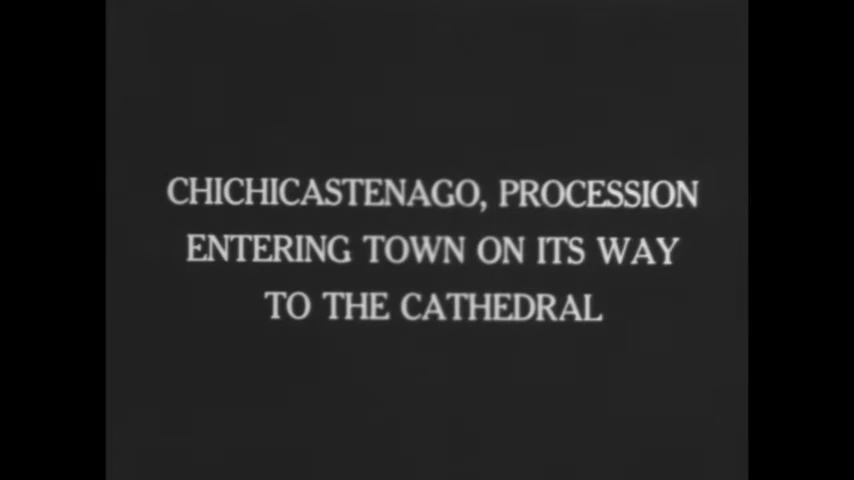 CHICHICASTENAGO, PROCESSION
ENTERING TOWN ON ITS WAY
TO THE CATHEDRAL